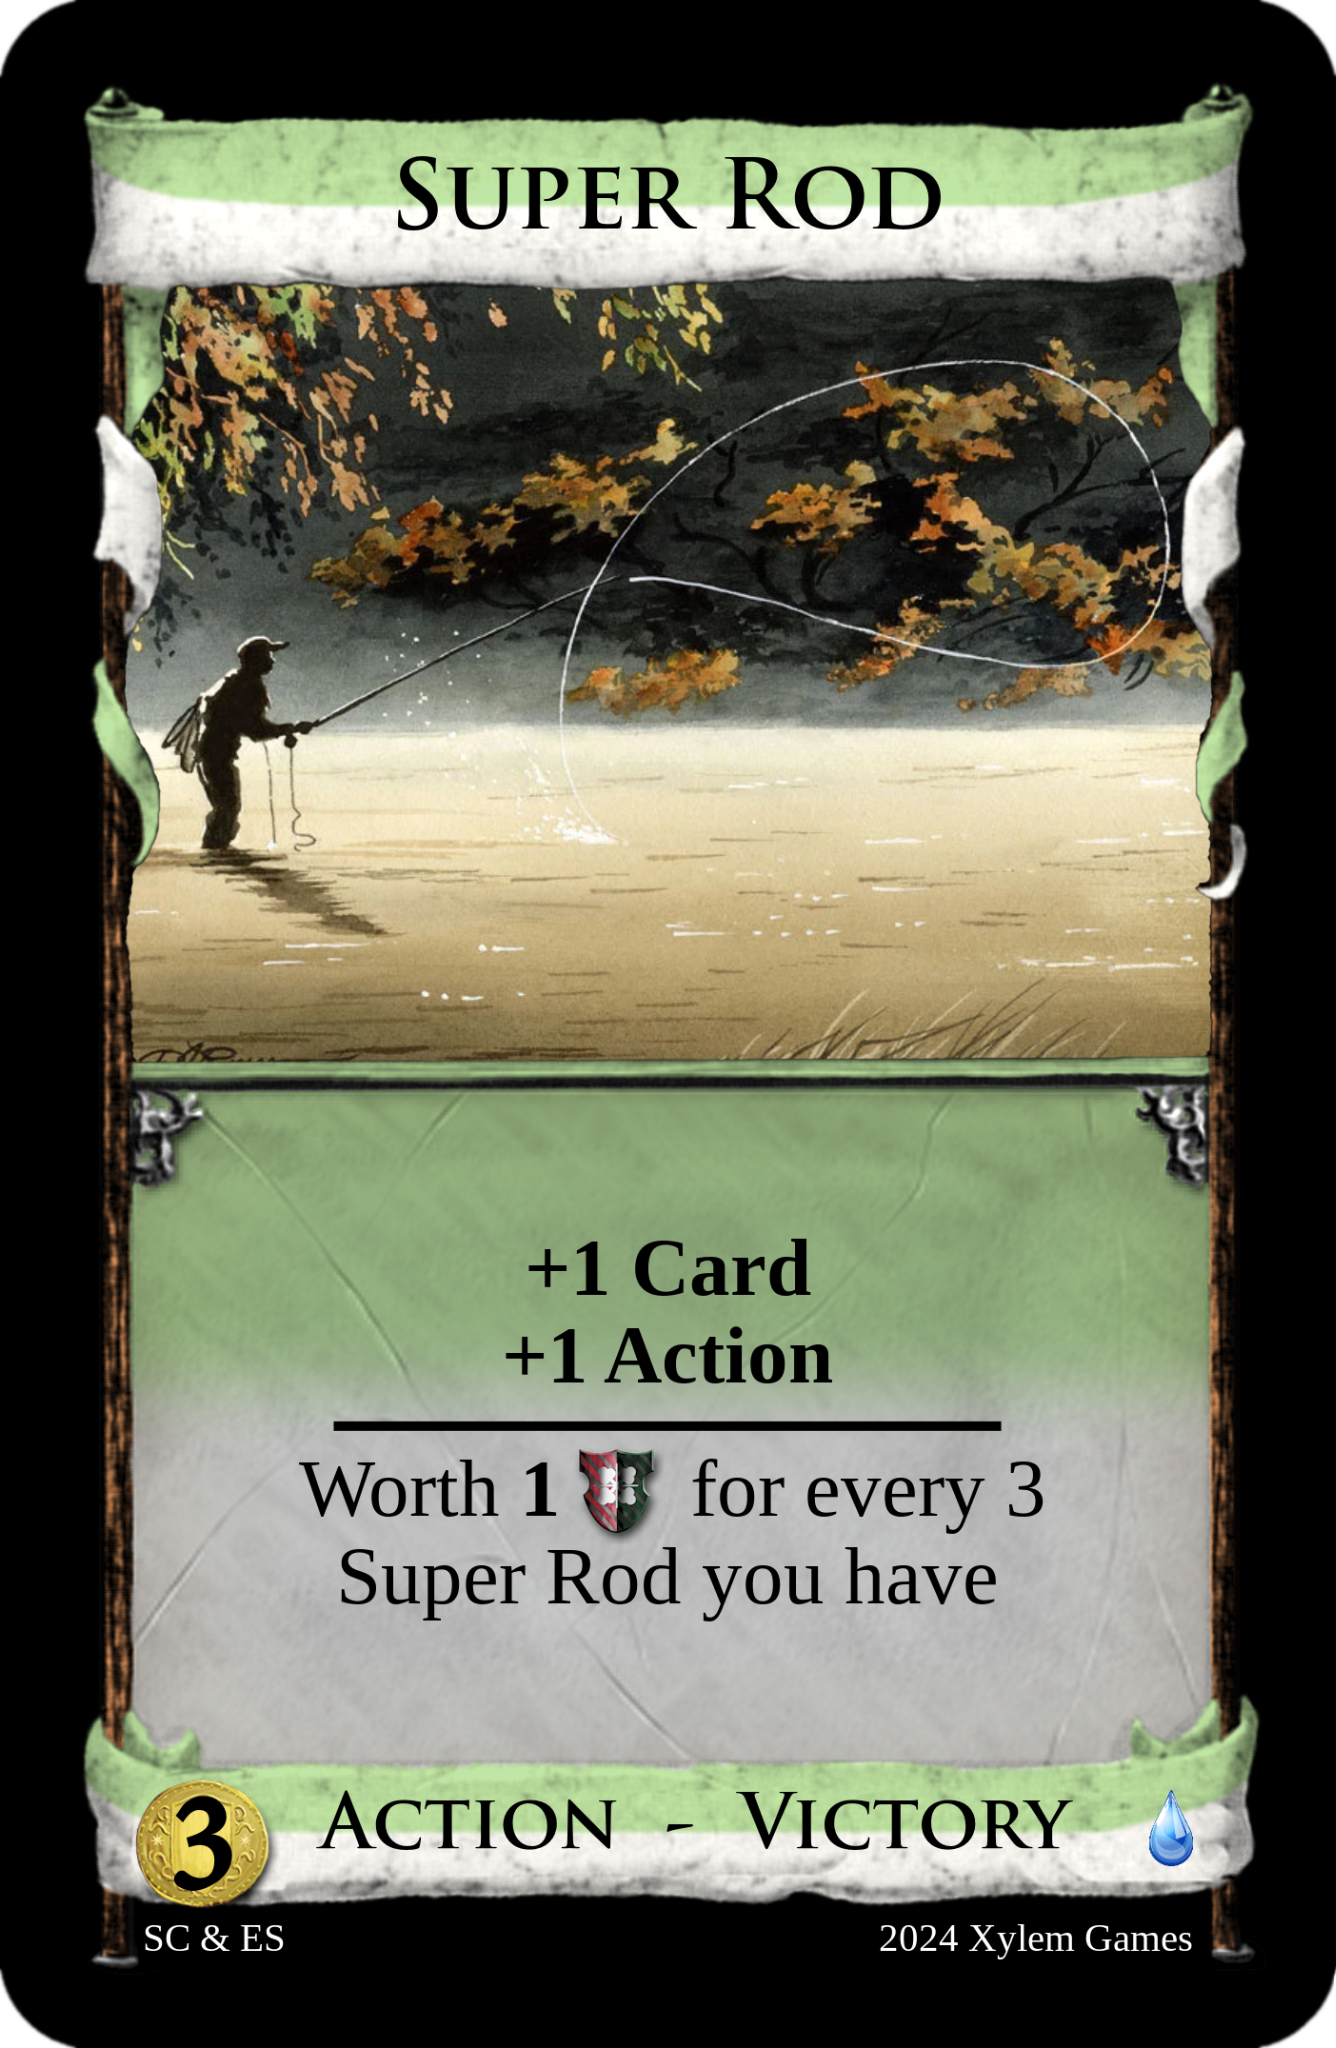 Super Rod
+1 Card
+1 Action
Worth 1 for every 3
Super Rod you have
3 Action - Victory
SC & ES 2024 Xylem Games